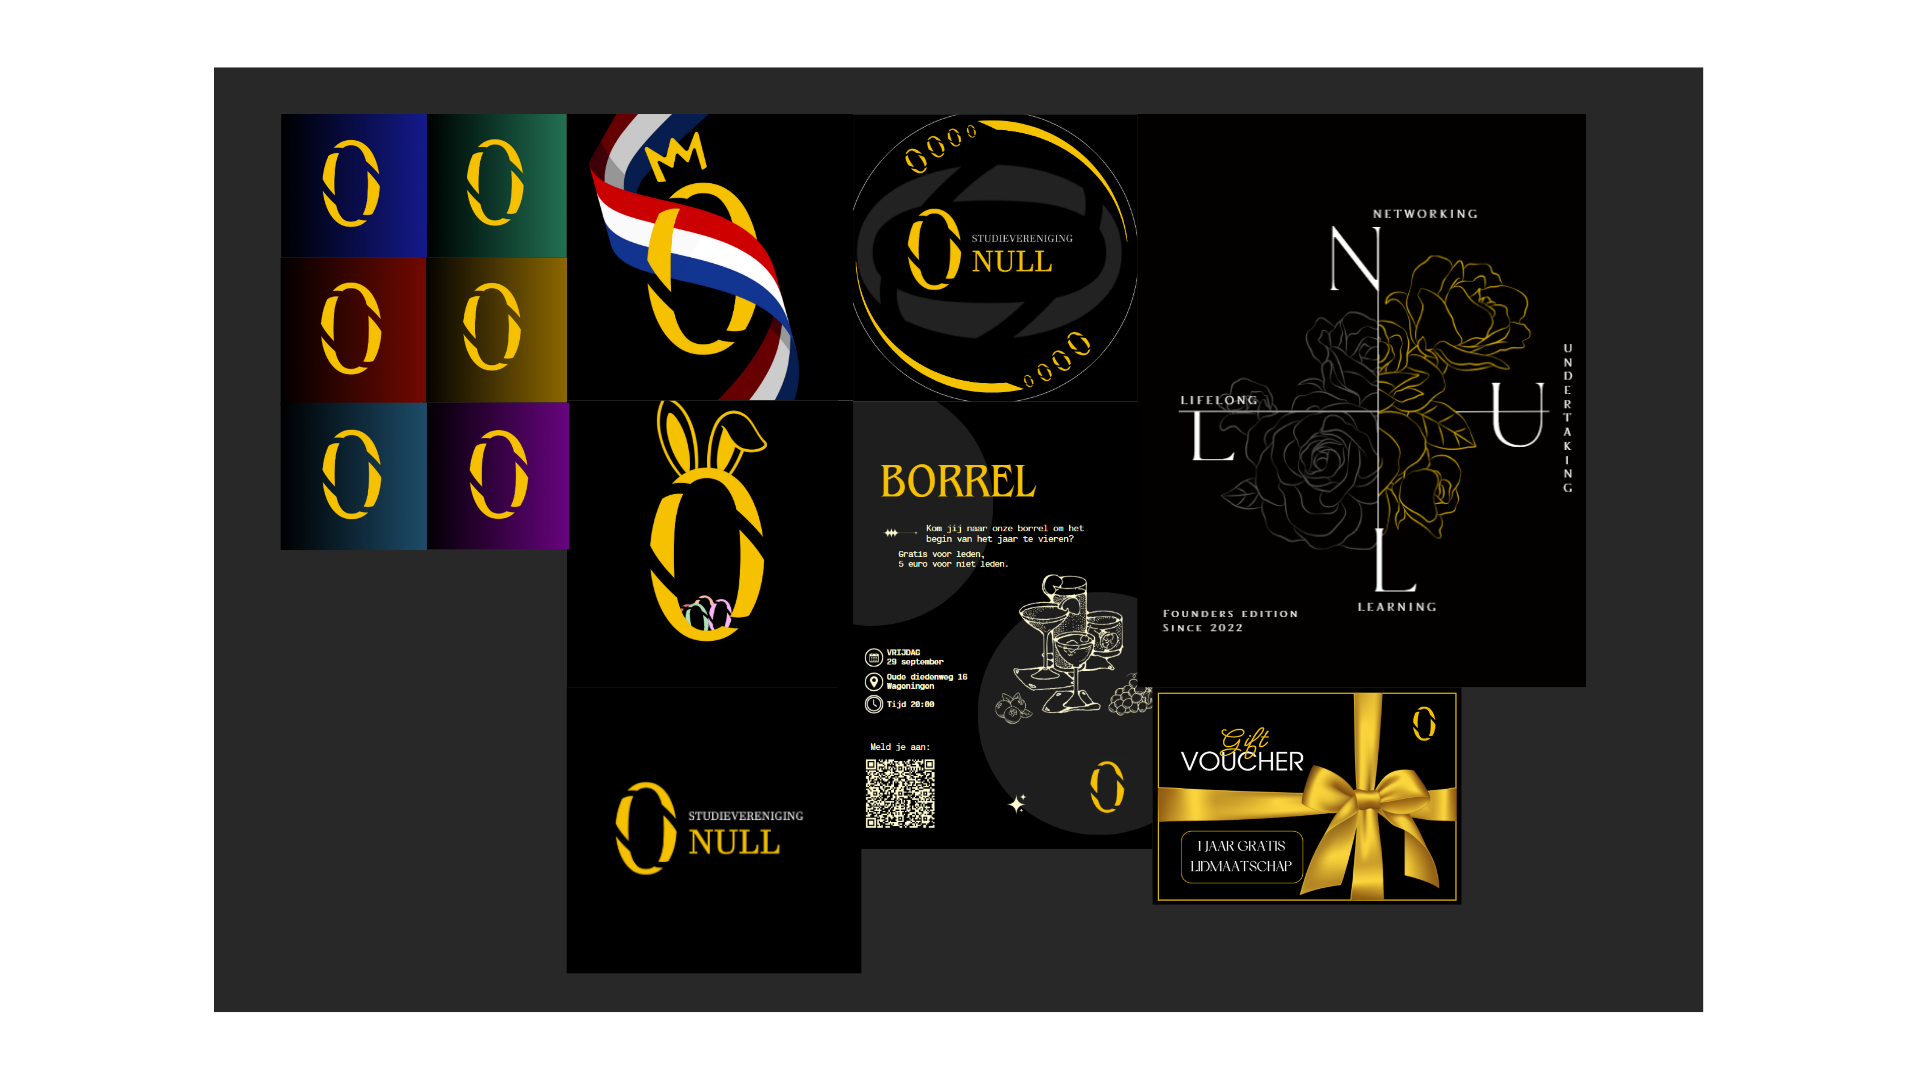 STUDIEVERENIGING
NULL
NETWORKING
N
LIFELONG
L
U
UNDERTAKING
L
LEARNING
FOUNDERS EDITION
SINCE 2022
BORREL
Kom jij naar onze borrel om het
begin van het jaar te vieren?
Gratis voor leden,
5 euro voor niet leden.
VRIJDAG
29 september
Oude diedenweg 16
Wageningen
Tijd 20:00
Meld je aan:
STUDIEVERENIGING
NULL
Gift
VOUCHER
1 JAAR GRATIS
LIDMAATSCHAP